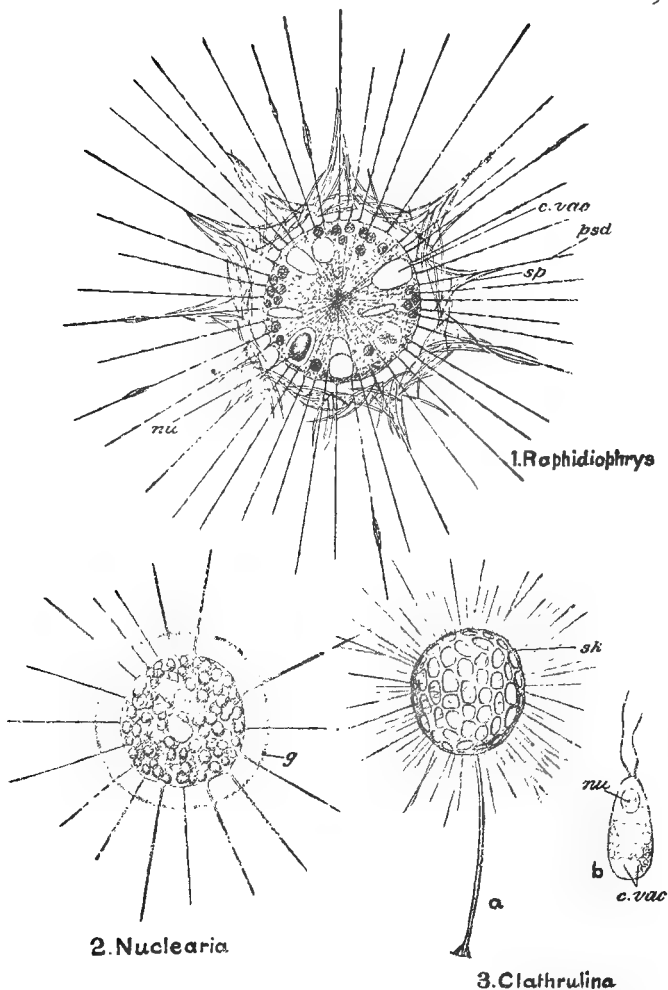 c.vac
psd
sp
nu
1.Raphidiophrys
sk
g
nu
b
c.vac
a
2.Nuclearia
3.Clathrulina